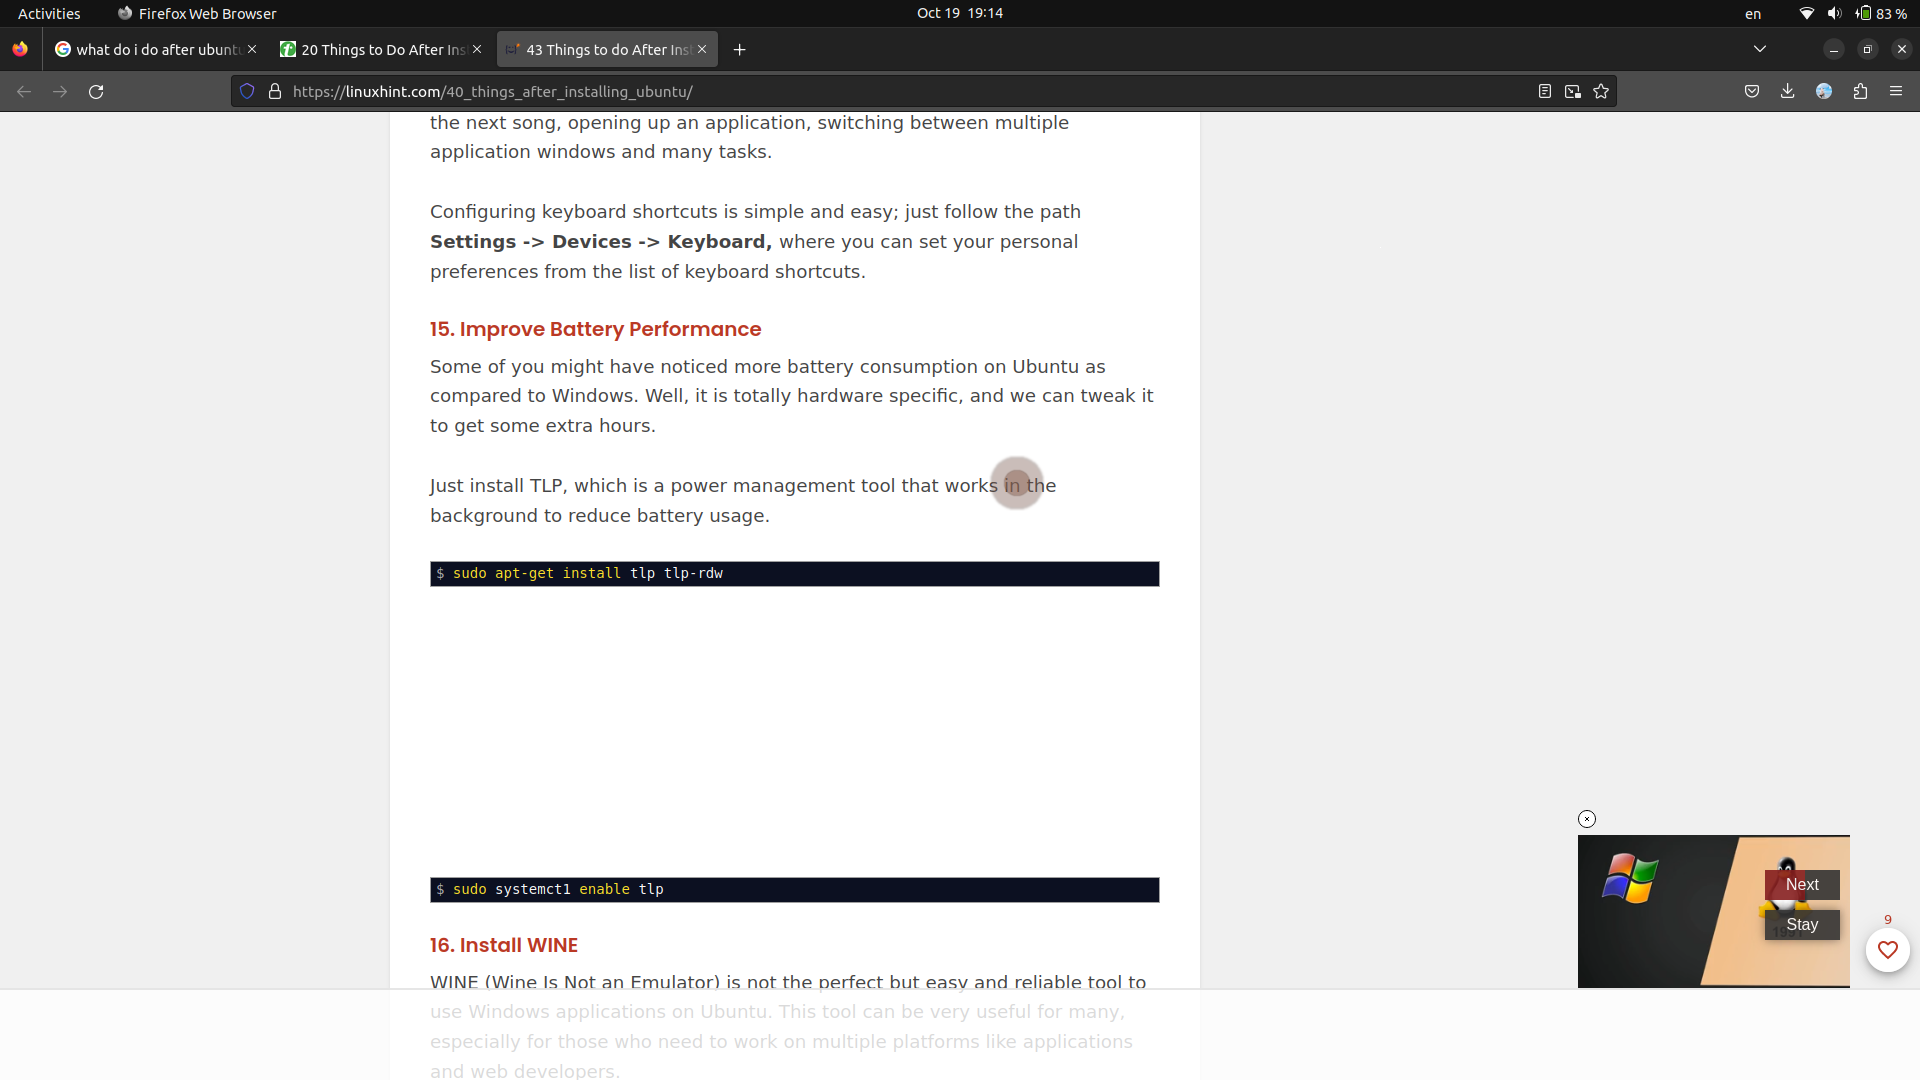 Activities
Firefox Web Browser
Oct 19 19:14
en
83 %
what do i do after ubunt
20 Things to Do After Ins
43 Things to do After Inst
https://linuxhint.com/40_things_after_installing_ubuntu/
the next song, opening up an application, switching between multiple
application windows and many tasks.
Configuring keyboard shortcuts is simple and easy; just follow the path
Settings -> Devices -> Keyboard, where you can set your personal
preferences from the list of keyboard shortcuts.
15. Improve Battery Performance
Some of you might have noticed more battery consumption on Ubuntu as
compared to Windows. Well, it is totally hardware specific, and we can tweak it
to get some extra hours.
Just install TLP, which is a power management tool that works in the
background to reduce battery usage.
$ sudo apt-get install tlp tlp-rdw
$ sudo systemct1 enable tlp
16. Install WINE
WINE (Wine Is Not an Emulator) is not the perfect but easy and reliable tool to
use Windows applications on Ubuntu. This tool can be very useful for many,
especially for those who need to work on multiple platforms like applications
and web developers.
Next
Stay
9